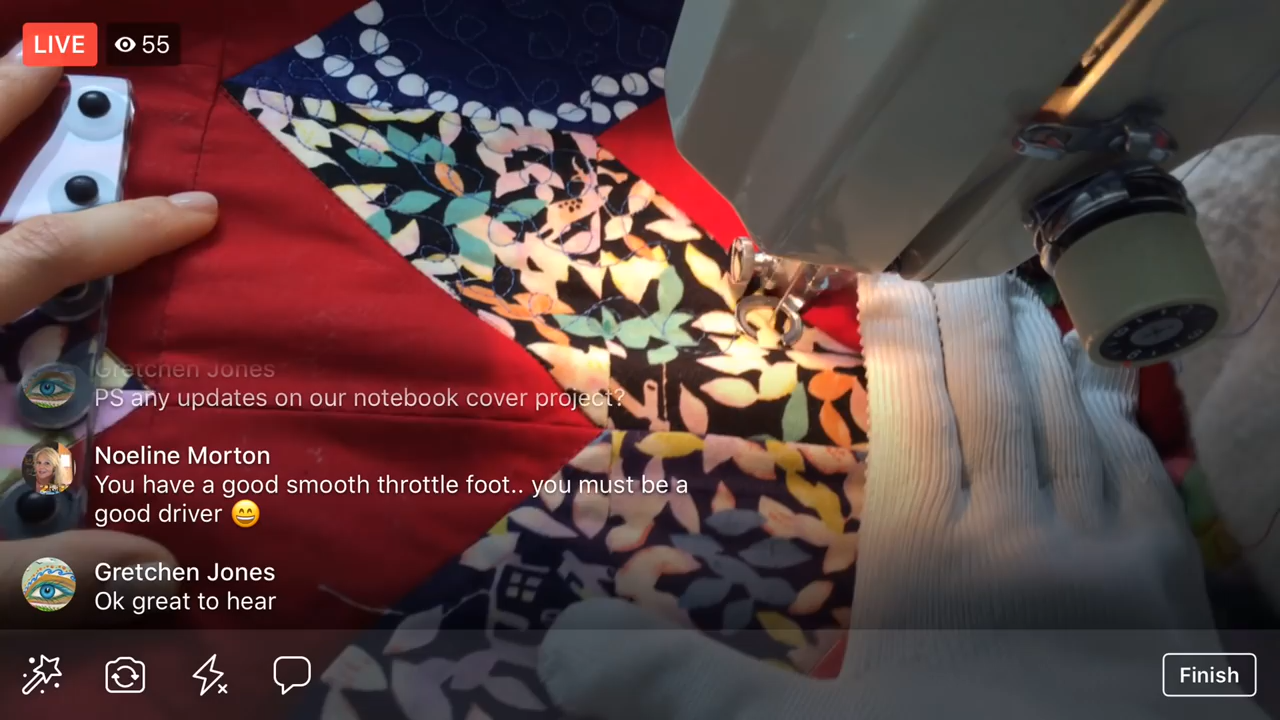 LIVE 55
Gretchen Jones
PS any updates on our notebook cover project?
Noeline Morton
You have a good smooth throttle foot.. you must be a
good driver 😄
Gretchen Jones
Ok great to hear
Finish